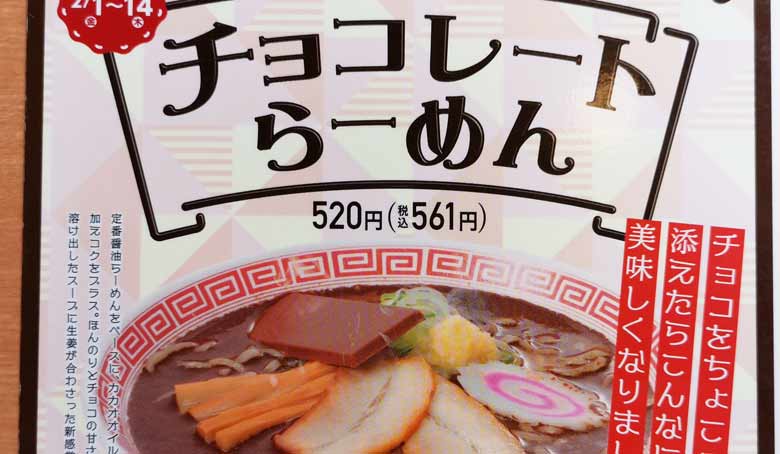 2/1〜14
金 木
チョコレート
らーめん
520円(税込561円)
チョコをちょこ
添えたらこんなに
美味しくなりまし
定番醤油らーめんをベースに、カカオオイル
加えコクをプラス。ほんのりとチョコの甘さ
溶け出したスープに生姜が合わさった新感